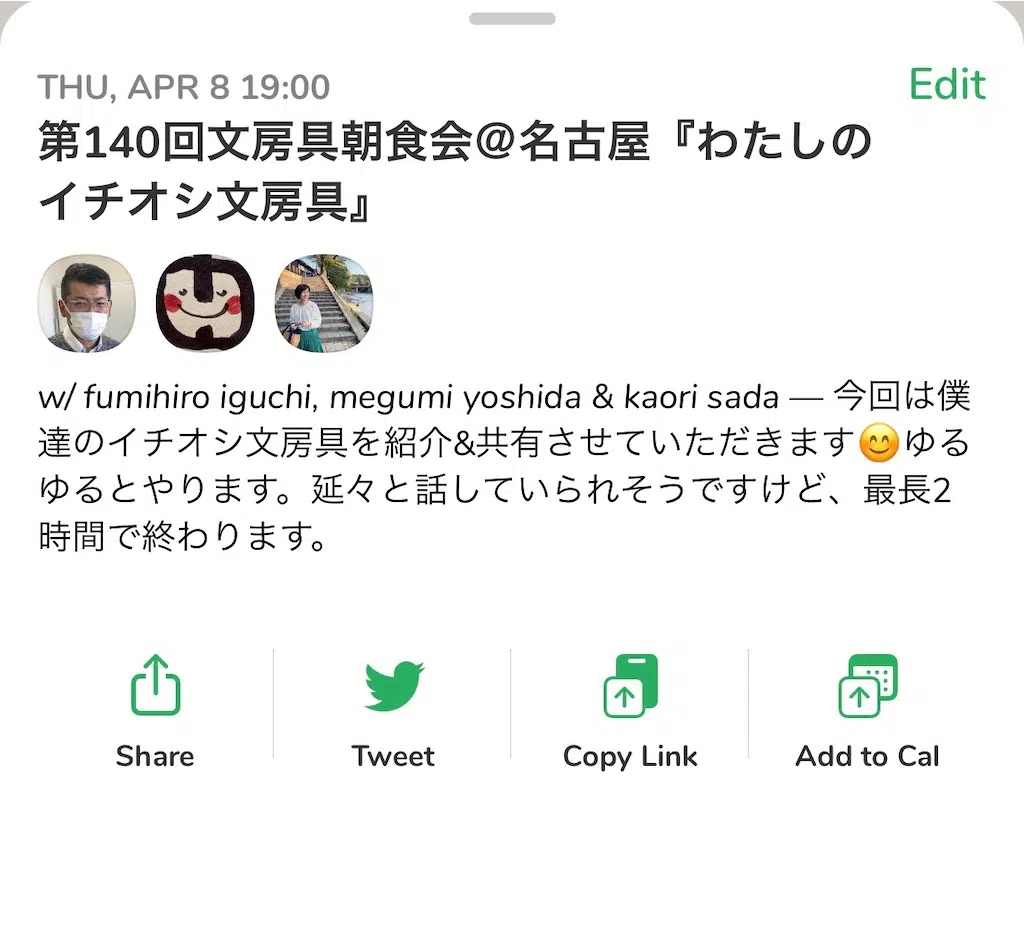 THU, APR 8 19:00
Edit
第140回文房具朝食会@名古屋『わたしの
イチオシ文房具』
w/ fumihiro iguchi, megumi yoshida & kaori sada — 今回は僕
達のイチオシ文房具を紹介&共有させていただきます😊ゆる
ゆるとやります。延々と話していられそうですけど、最長2
時間で終わります。
Share
Tweet
Copy Link
Add to Cal